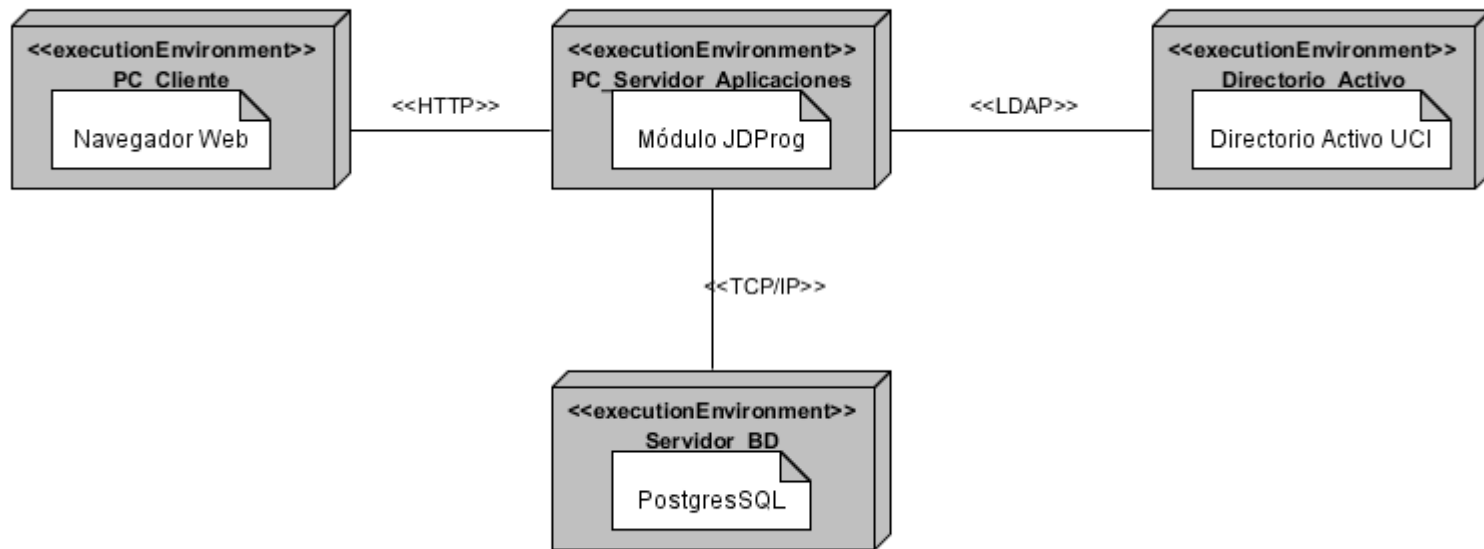 <<executionEnvironment>>
PC_Cliente
Navegador Web
<<HTTP>>
<<executionEnvironment>>
PC_Servidor_Aplicaciones
Módulo JDProg
<<LDAP>>
<<executionEnvironment>>
Directorio_Activo
Directorio Activo UCI
<<TCP/IP>>
<<executionEnvironment>>
Servidor_BD
PostgresSQL